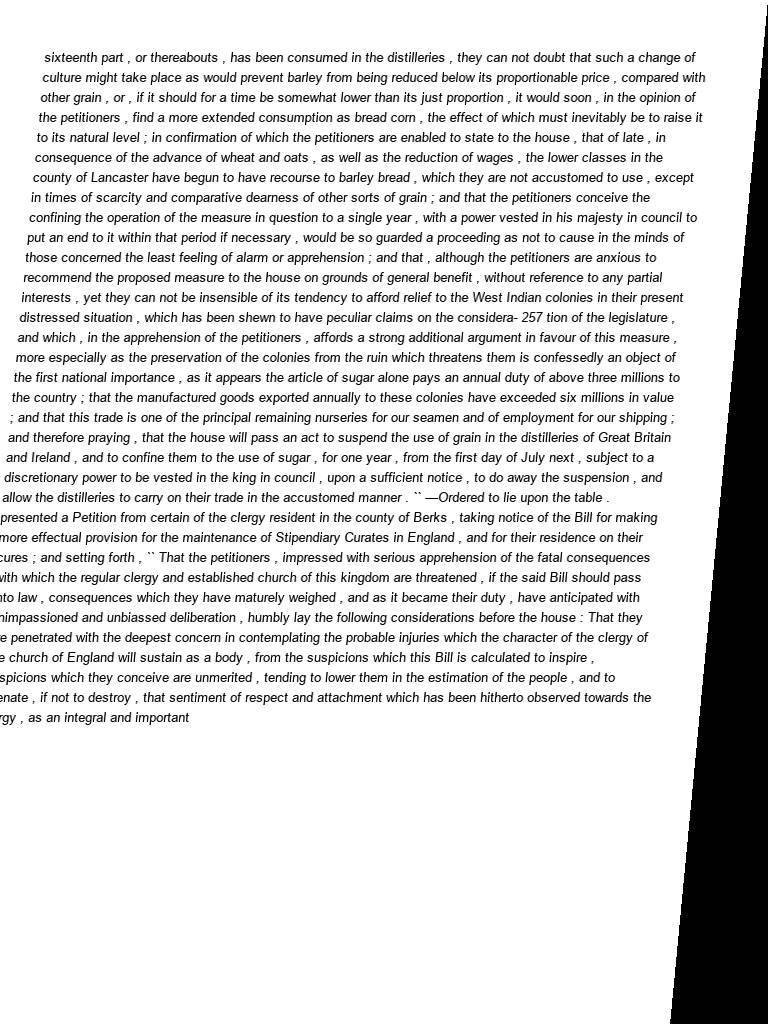 sixteenth part , or thereabouts , has been consumed in the distilleries , they can not doubt that such a change of
culture might take place as would prevent barley from being reduced below its proportionable price , compared with
other grain , or , if it should for a time be somewhat lower than its just proportion , it would soon , in the opinion of
the petitioners , find a more extended consumption as bread corn , the effect of which must inevitably be to raise it
to its natural level ; in confirmation of which the petitioners are enabled to state to the house , that of late , in
consequence of the advance of wheat and oats , as well as the reduction of wages , the lower classes in the
county of Lancaster have begun to have recourse to barley bread , which they are not accustomed to use , except
in times of scarcity and comparative dearness of other sorts of grain ; and that the petitioners conceive the
confining the operation of the measure in question to a single year , with a power vested in his majesty in council to
put an end to it within that period if necessary , would be so guarded a proceeding as not to cause in the minds of
those concerned the least feeling of alarm or apprehension ; and that , although the petitioners are anxious to
recommend the proposed measure to the house on grounds of general benefit , without reference to any partial
interests , yet they can not be insensible of its tendency to afford relief to the West Indian colonies in their present
distressed situation , which has been shewn to have peculiar claims on the considera- 257 tion of the legislature ,
and which , in the apprehension of the petitioners , affords a strong additional argument in favour of this measure ,
more especially as the preservation of the colonies from the ruin which threatens them is confessedly an object of
the first national importance , as it appears the article of sugar alone pays an annual duty of above three millions to
the country ; that the manufactured goods exported annually to these colonies have exceeded six millions in value
; and that this trade is one of the principal remaining nurseries for our seamen and of employment for our shipping ;
and therefore praying , that the house will pass an act to suspend the use of grain in the distilleries of Great Britain
and Ireland , and to confine them to the use of sugar , for one year , from the first day of July next , subject to a
discretionary power to be vested in the king in council , upon a sufficient notice , to do away the suspension , and
allow the distilleries to carry on their trade in the accustomed manner . `` —Ordered to lie upon the table .
presented a Petition from certain of the clergy resident in the county of Berks , taking notice of the Bill for making
more effectual provision for the maintenance of Stipendiary Curates in England , and for their residence on their
cures ; and setting forth , `` That the petitioners , impressed with serious apprehension of the fatal consequences
with which the regular clergy and established church of this kingdom are threatened , if the said Bill should pass
law , consequences which they have maturely weighed , and as it became their duty , have anticipated with
and unbiassed deliberation , humbly lay the following considerations before the house : That they
penetrated with the deepest concern in contemplating the probable injuries which the character of the clergy of
church of England will sustain as a body , from the suspicions which this Bill is calculated to inspire ,
which they conceive are unmerited , tending to lower them in the estimation of the people , and to
, if not to destroy , that sentiment of respect and attachment which has been hitherto observed towards the
, as an integral and important